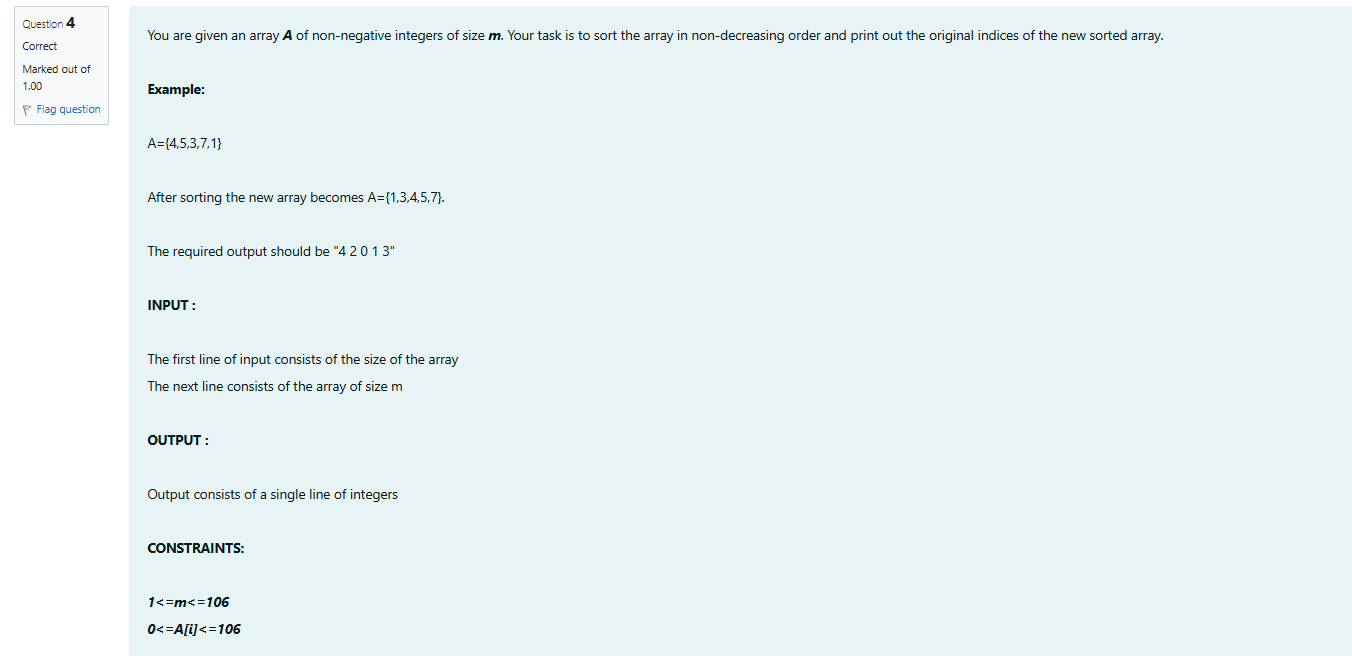 Question 4
Correct
Marked out of
1.00
Flag question
You are given an array A of non-negative integers of size m. Your task is to sort the array in non-decreasing order and print out the original indices of the new sorted array.
Example:
A={4,5,3,7,1}
After sorting the new array becomes A={1,3,4,5,7}.
The required output should be "4 2 0 1 3"
INPUT :
The first line of input consists of the size of the array
The next line consists of the array of size m
OUTPUT :
Output consists of a single line of integers
CONSTRAINTS:
1<=m<=106
0<=A[i]<=106